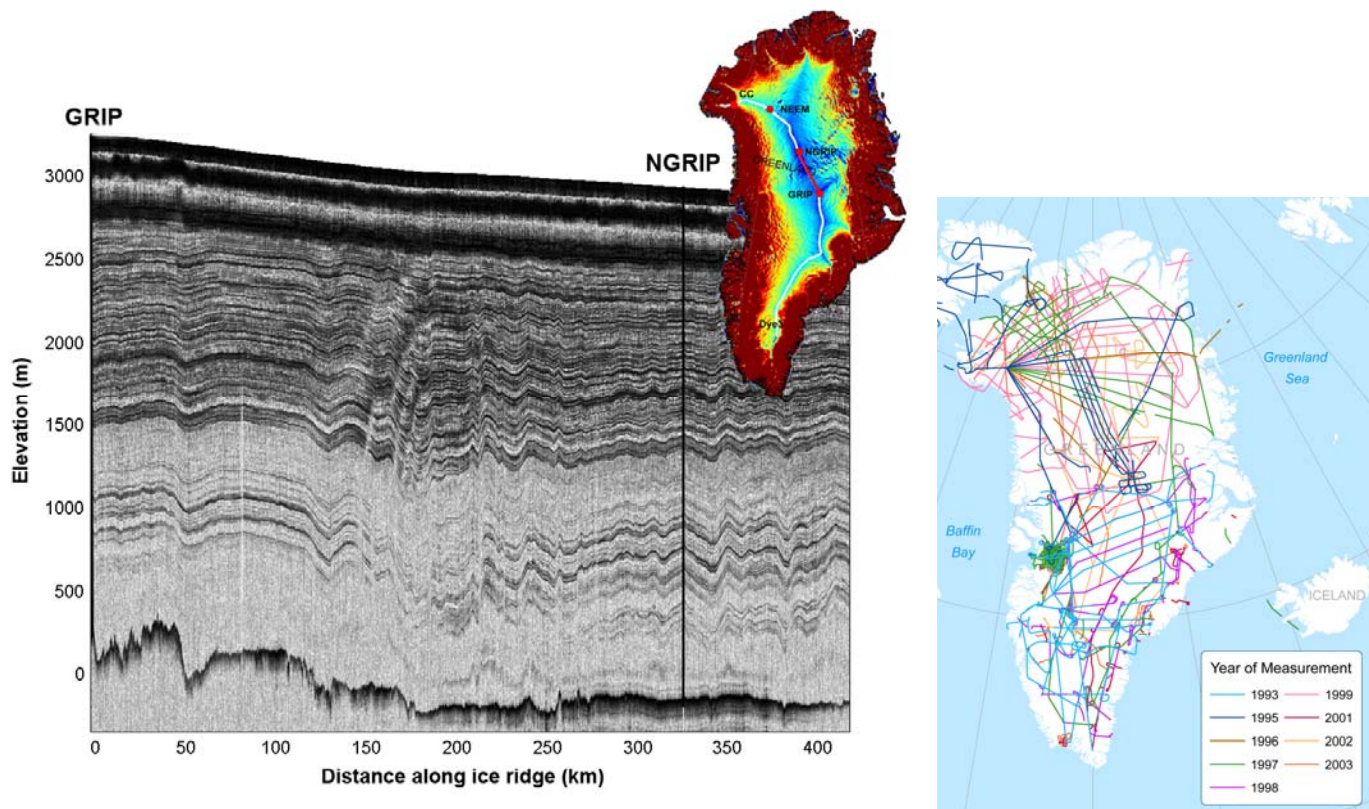 GRIP
NGRIP
Elevation (m)
3000
2500
2000
1500
1000
500
0
0 50 100 150 200 250 300 350 400
Distance along ice ridge (km)
CC
NEEM
NGRIP
GREENLAND
GRIP
Dye3
GREENLAND
Greenland
Sea
Baffin
Bay
ICELAND
Year of Measurement
1993 1999
1995 2001
1996 2002
1997 2003
1998